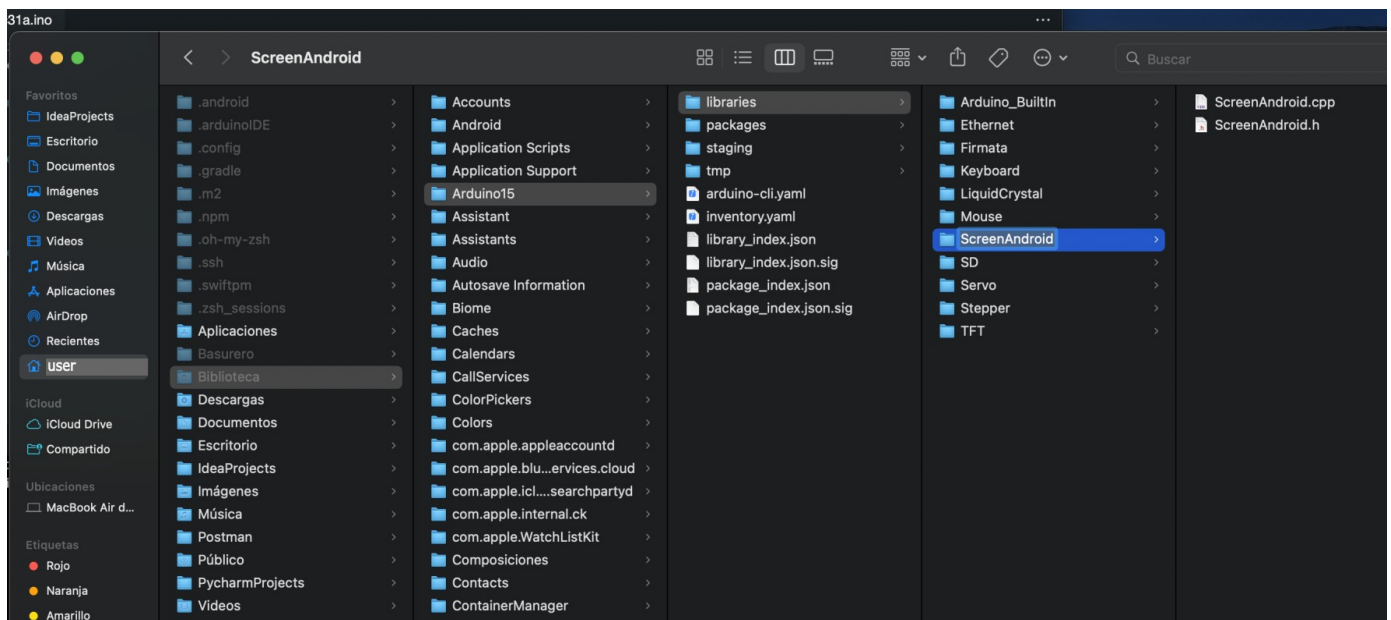 31a.ino
ScreenAndroid
Buscar
Favoritos
IdeaProjects
Escritorio
Documentos
Imágenes
Descargas
Videos
Música
Aplicaciones
AirDrop
Recientes
user
iCloud
iCloud Drive
Compartido
Ubicaciones
MacBook Air d...
Etiquetas
Rojo
Naranja
Amarillo
.android
.arduinoIDE
.config
.gradle
.m2
.npm
.oh-my-zsh
.ssh
.swiftpm
.zsh_sessions
Aplicaciones
Basurero
Biblioteca
Descargas
Documentos
Escritorio
IdeaProjects
Imágenes
Música
Postman
Público
PycharmProjects
Videos
Accounts
Android
Application Scripts
Application Support
Arduino15
Assistant
Assistants
Audio
Autosave Information
Biome
Caches
Calendars
CallServices
ColorPickers
Colors
com.apple.appleaccountd
com.apple.blu...ervices.cloud
com.apple.icl....searchpartyd
com.apple.internal.ck
com.apple.WatchListKit
Composiciones
Contacts
ContainerManager
libraries
packages
staging
tmp
arduino-cli.yaml
inventory.yaml
library_index.json
library_index.json.sig
package_index.json
package_index.json.sig
Arduino_BuiltIn
Ethernet
Firmata
Keyboard
LiquidCrystal
Mouse
ScreenAndroid
SD
Servo
Stepper
TFT
ScreenAndroid.cpp
ScreenAndroid.h